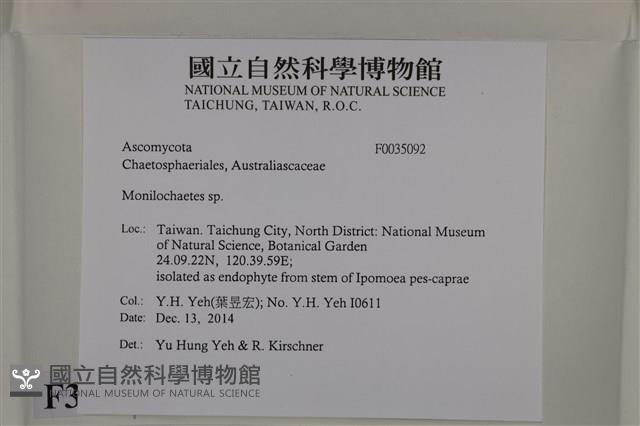 國立自然科學博物館
NATIONAL MUSEUM OF NATURAL SCIENCE
TAICHUNG, TAIWAN, R.O.C.
Ascomycota F0035092
Chaetosphaeriales, Australiascaceae
Monilochaetes sp.
Loc.: Taiwan. Taichung City, North District: National Museum
of Natural Science, Botanical Garden
24.09.22N, 120.39.59E;
isolated as endophyte from stem of Ipomoea pes-caprae
Col.: Y.H. Yeh(葉昱宏); No. Y.H. Yeh I0611
Date: Dec. 13, 2014
Det.: Yu Hung Yeh & R. Kirschner
國立自然科學博物館
NATIONAL MUSEUM OF NATURAL SCIENCE
F3